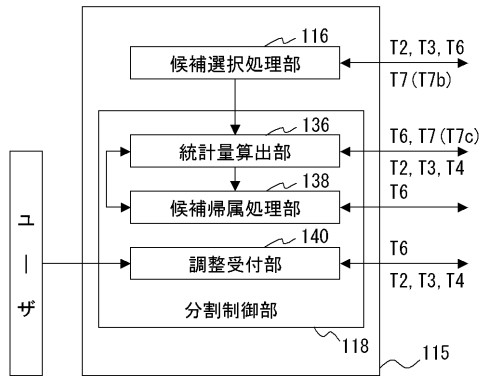 116
候補選択処理部
T2, T3, T6
T7(T7b)
136
統計量算出部
T6, T7(T7c)
T2, T3, T4
138
候補帰属処理部
T6
140
調整受付部
T6
T2, T3, T4
分割制御部
118
115
ユーザ